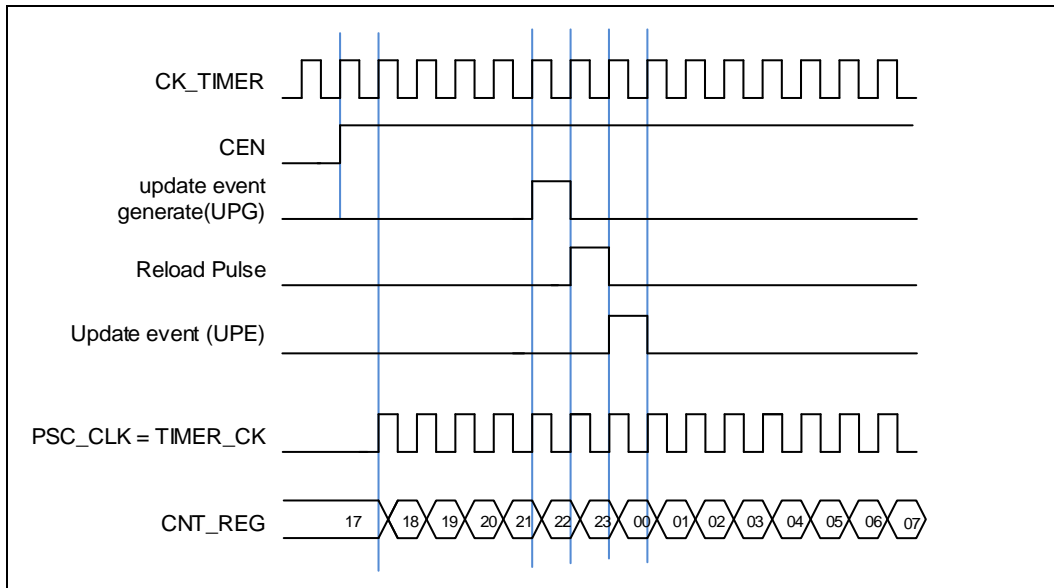 CK_TIMER
CEN
update event
generate(UPG)
Reload Pulse
Update event (UPE)
PSC_CLK = TIMER_CK
CNT_REG 17 18 19 20 21 22 23 00 01 02 03 04 05 06 07